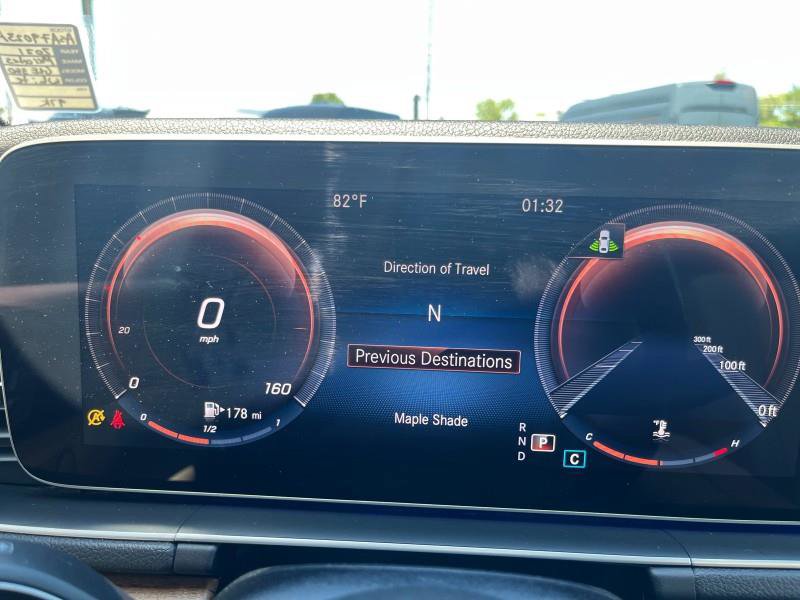 82°F
01:32
Direction of Travel
N
Previous Destinations
Maple Shade
0
mph
20
0
160
178 mi
0
1/2
1
R
N
P
D
C
300 ft
200 ft
100 ft
0 ft
C
H
A